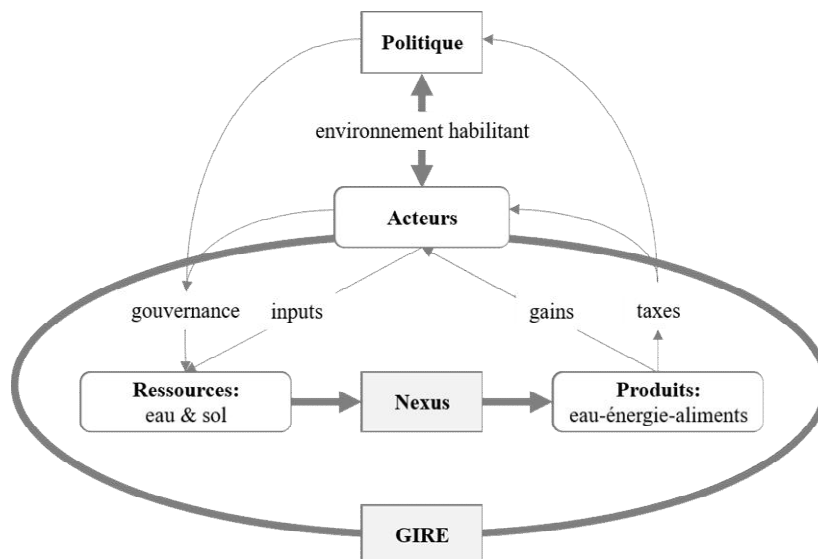 Politique
environnement habilitant
Acteurs
gouvernance
inputs
gains
taxes
Ressources:
eau & sol
Nexus
Produits:
eau-énergie-aliments
GIRE